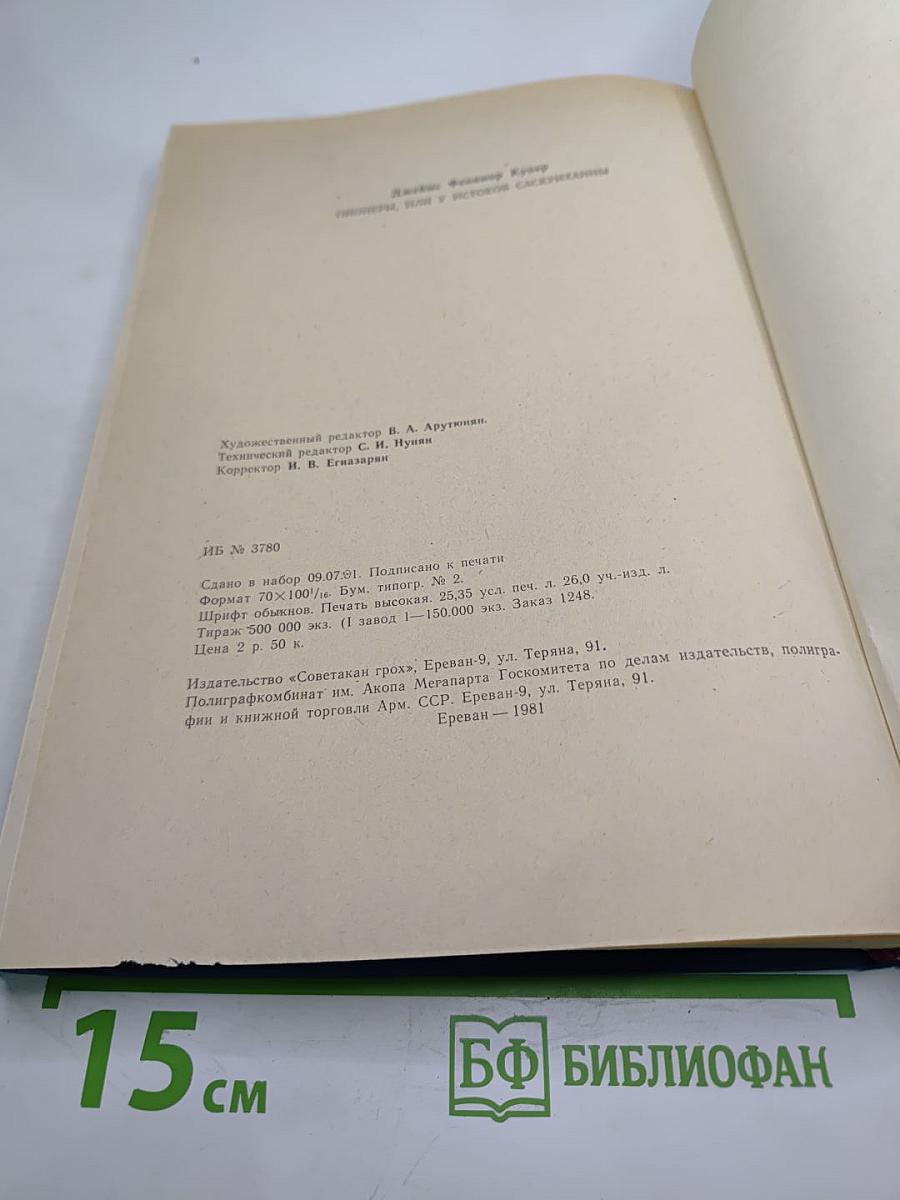 Джеймс Фенимор Купер
ПИОНЕРЫ, ИЛИ У ИСТОКОВ САСКУИХАННЫ
Художественный редактор В. А. Арутюнян.
Технический редактор С. И. Нунян
Корректор И. В. Егиазарян
ИБ № 3780
Сдано в набор 09.07.81. Подписано к печати
Формат 70×100¹/₁₆. Бум. типогр. № 2.
Шрифт обыкнов. Печать высокая. 25,35 усл. печ. л. 26,0 уч.-изд. л.
Тираж 500 000 экз. (I завод 1—150.000 экз. Заказ 1248.
Цена 2 р. 50 к.
Издательство «Советакан грох», Ереван-9, ул. Теряна, 91.
Полиграфкомбинат им. Акопа Мегапарта Госкомитета по делам издательств, полигра-
фии и книжной торговли Арм. ССР. Ереван-9, ул. Теряна, 91.
Ереван — 1981
15 см
БФ БИБЛИОФАН